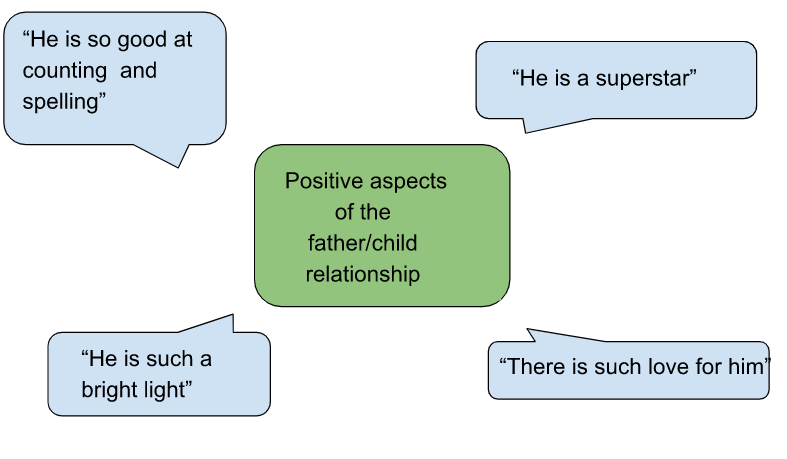 “He is so good at
counting  and
spelling”
“He is a superstar”
Positive aspects
of the
father/child
relationship
“He is such a
bright light”
“There is such love for him”